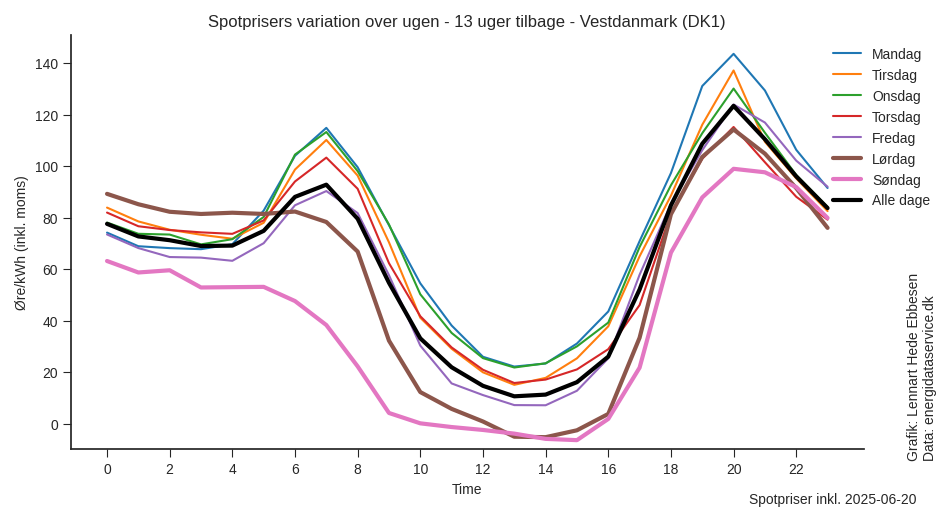 Spotprisers variation over ugen - 13 uger tilbage - Vestdanmark (DK1)
Øre/kWh (inkl. moms)
140
120
100
80
60
40
20
0
0 2 4 6 8 10 12 14 16 18 20 22
Time
Mandag
Tirsdag
Onsdag
Torsdag
Fredag
Lørdag
Søndag
Alle dage
Grafik: Lennart Hede Ebbesen
Data: energidataservice.dk
Spotpriser inkl. 2025-06-20